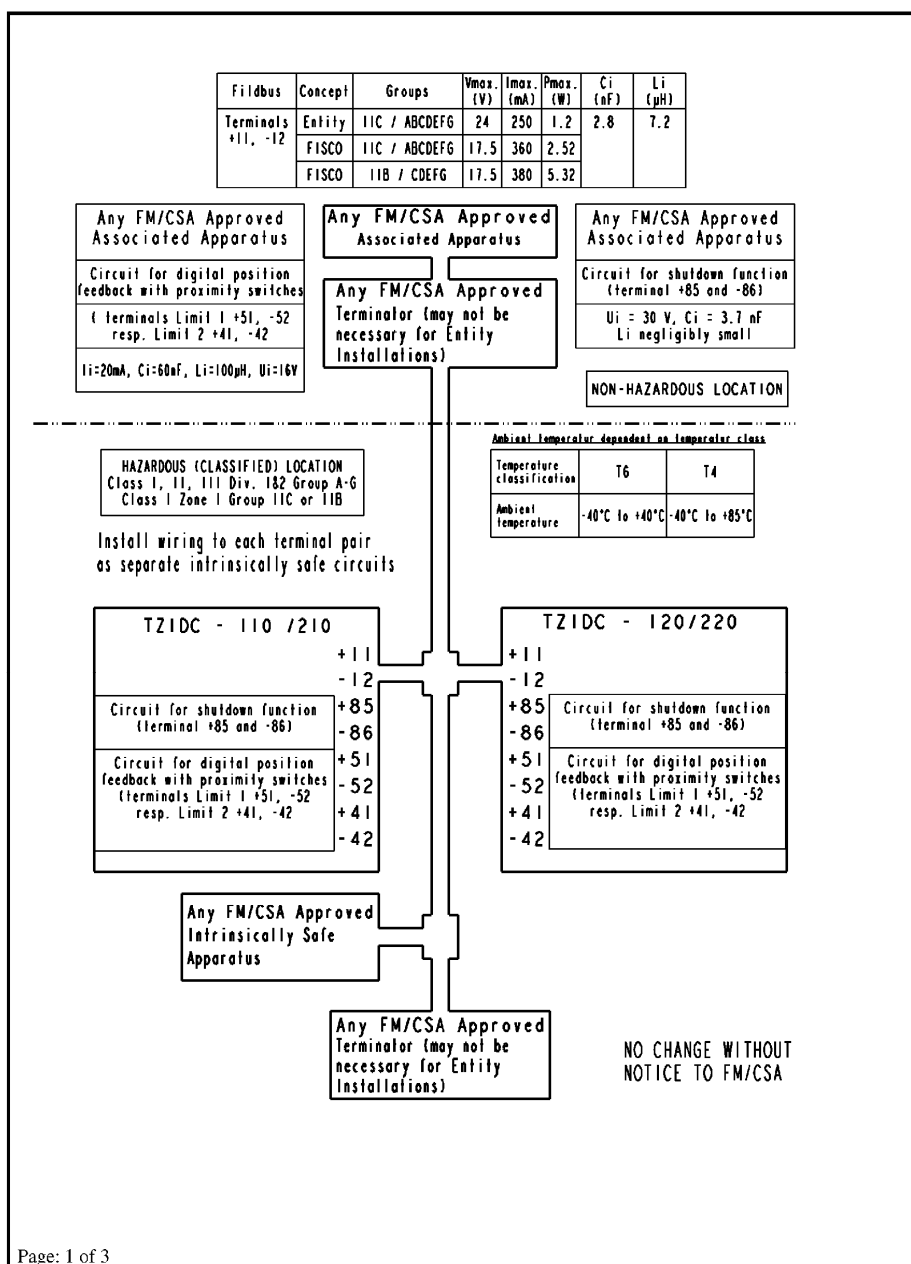 Fildbus Concept Groups Vmax. (V) Imax. (mA) Pmax. (W) Ci (nF) Li (µH)
Terminals +11, -12 Entity IIC / ABCDEFG 24 250 1.2 2.8 7.2
FISCO IIC / ABCDEFG 17.5 360 2.52
FISCO IIB / CDEFG 17.5 380 5.32
Any FM/CSA Approved
Associated Apparatus
Circuit for digital position
feedback with proximity switches
( terminals Limit 1 +51, -52
resp. Limit 2 +41, -42
Ii=20mA, Ci=60nF, Li=100µH, Ui=16V
Any FM/CSA Approved
Associated Apparatus
Any FM/CSA Approved
Terminator (may not be
necessary for Entity
Installations)
Any FM/CSA Approved
Associated Apparatus
Circuit for shutdown function
(terminal +85 and -86)
Ui = 30 V, Ci = 3.7 nF
Li negligibly small
NON-HAZARDOUS LOCATION
HAZARDOUS (CLASSIFIED) LOCATION
Class I, II, III Div. 1&2 Group A-G
Class I Zone 1 Group IIC or IIB
Install wiring to each terminal pair
as separate intrinsically safe circuits
Ambient temperatur dependent on temperatur class
Temperature classification T6 T4
Ambient temperature -40°C to +40°C -40°C to +85°C
TZIDC - 110 /210
+11
-12
+85
-86
+51
-52
+41
-42
Circuit for shutdown function
(terminal +85 and -86)
Circuit for digital position
feedback with proximity switches
(terminals Limit 1 +51, -52
resp. Limit 2 +41, -42
TZIDC - 120/220
+11
-12
+85
-86
+51
-52
+41
-42
Circuit for shutdown function
(terminal +85 and -86)
Circuit for digital position
feedback with proximity switches
(terminals Limit 1 +51, -52
resp. Limit 2 +41, -42
Any FM/CSA Approved
Intrinsically Safe
Apparatus
Any FM/CSA Approved
Terminator (may not be
necessary for Entity
Installations)
NO CHANGE WITHOUT
NOTICE TO FM/CSA
Page: 1 of 3